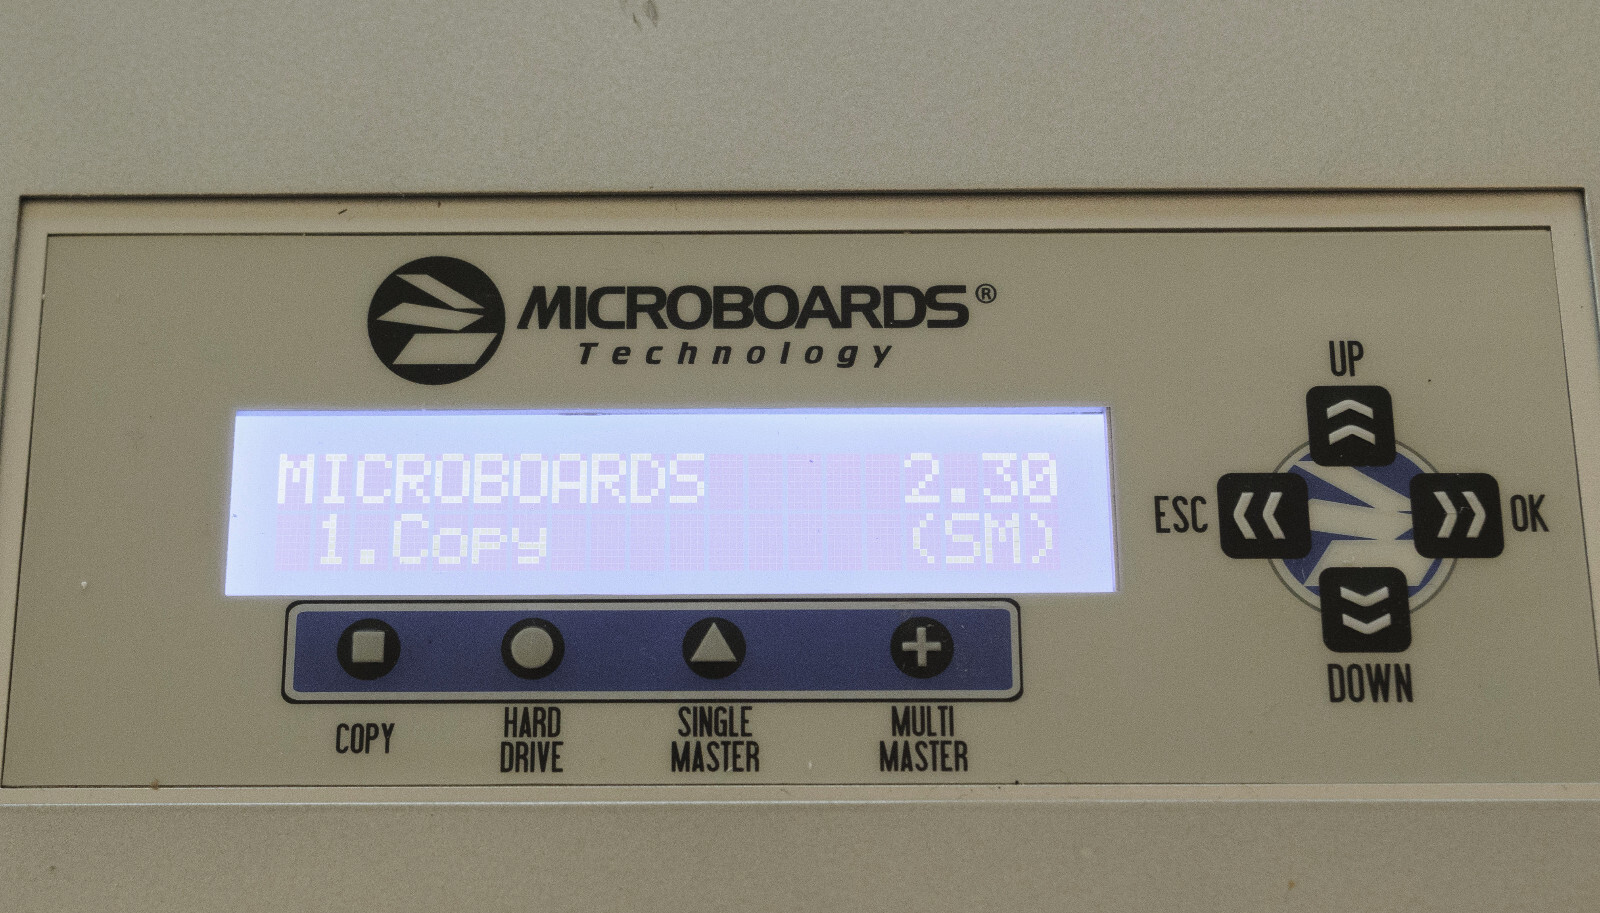 MICROBOARDS®
Technology
MICROBOARDS 2.30
1.Copy (SM)
COPY
HARD
DRIVE
SINGLE
MASTER
MULTI
MASTER
UP
ESC
OK
DOWN